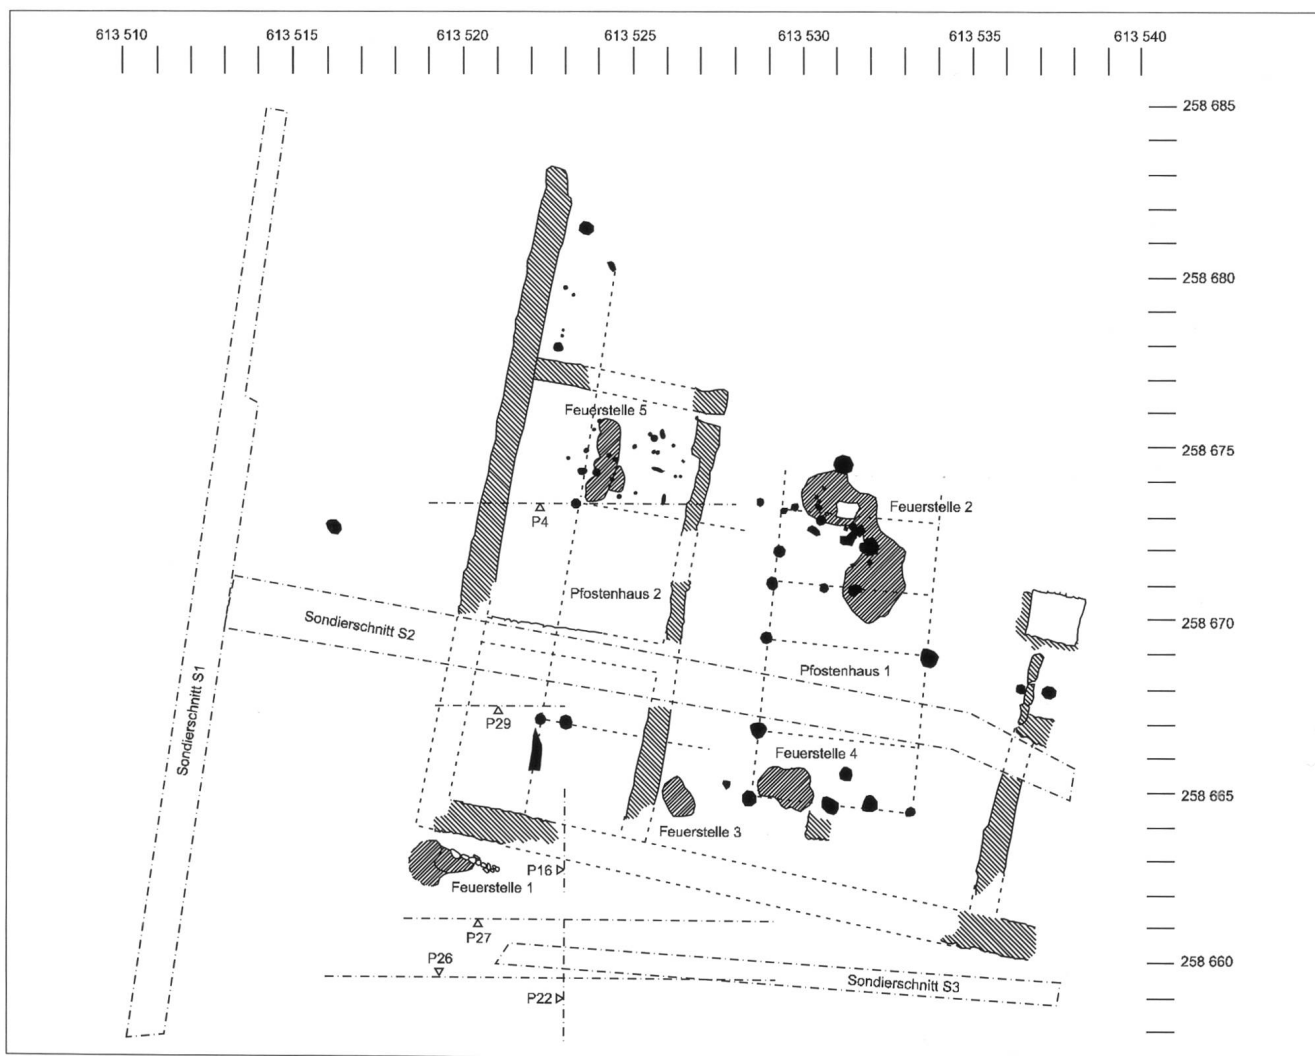 613 510 613 515 613 520 613 525 613 530 613 535 613 540
258 685
258 680
Feuerstelle 5
258 675
Feuerstelle 2
P4
Pfostenhaus 2
Sondierschnitt S2
258 670
Pfostenhaus 1
Sondierschnitt S1
P29
Feuerstelle 4
258 665
Feuerstelle 3
P16
Feuerstelle 1
P27
P26
258 660
Sondierschnitt S3
P22